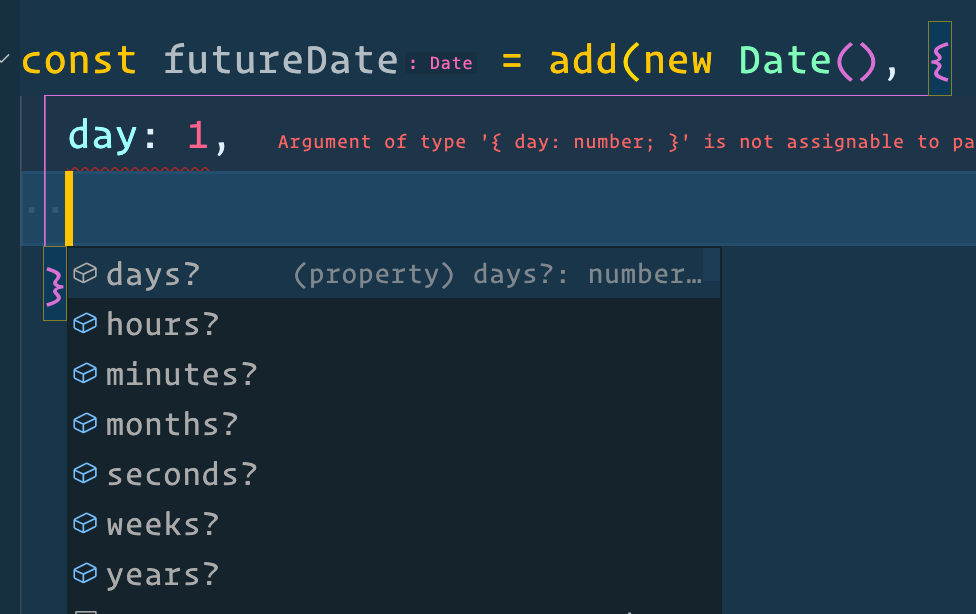 const futureDate : Date = add(new Date(), {
day: 1, Argument of type '{ day: number; }' is not assignable to pa
days? (property) days?: number…
}
hours?
minutes?
months?
seconds?
weeks?
years?